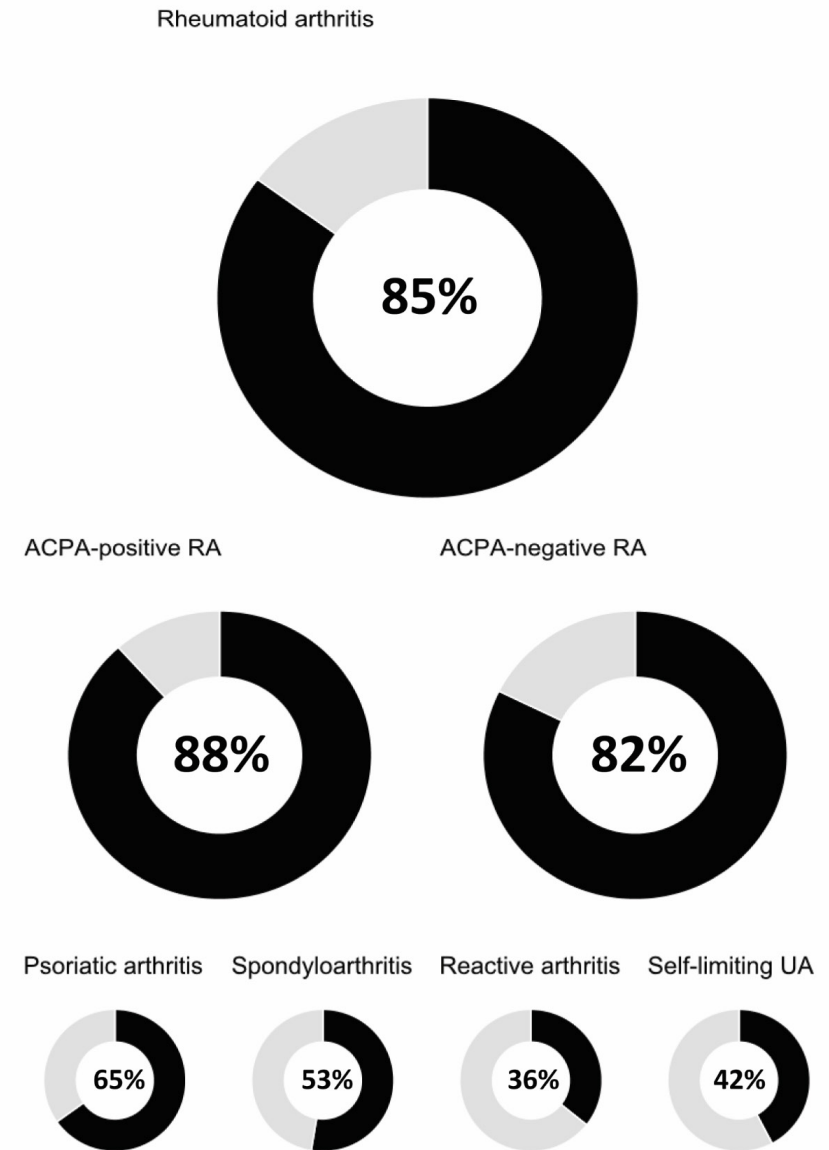 Rheumatoid arthritis
85%
ACPA-positive RA ACPA-negative RA
88% 82%
Psoriatic arthritis Spondyloarthritis Reactive arthritis Self-limiting UA
65% 53% 36% 42%